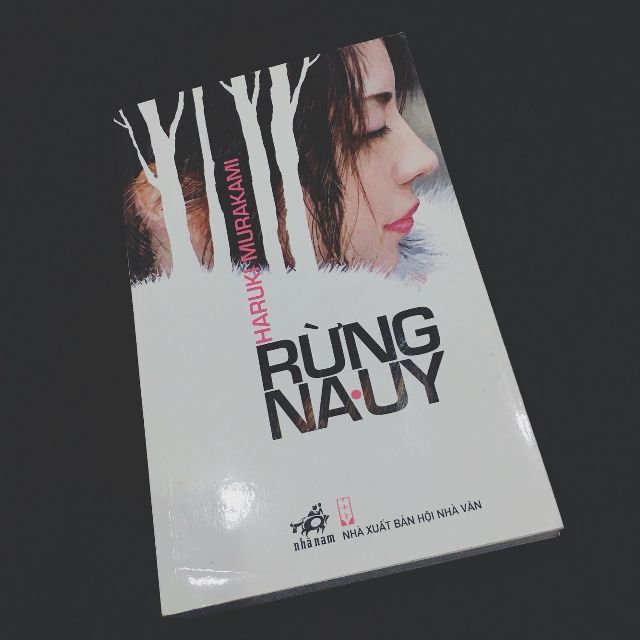 HARUKI MURAKAMI
RỪNG
NA·UY
nhã nam
NHÀ XUẤT BẢN HỘI NHÀ VĂN